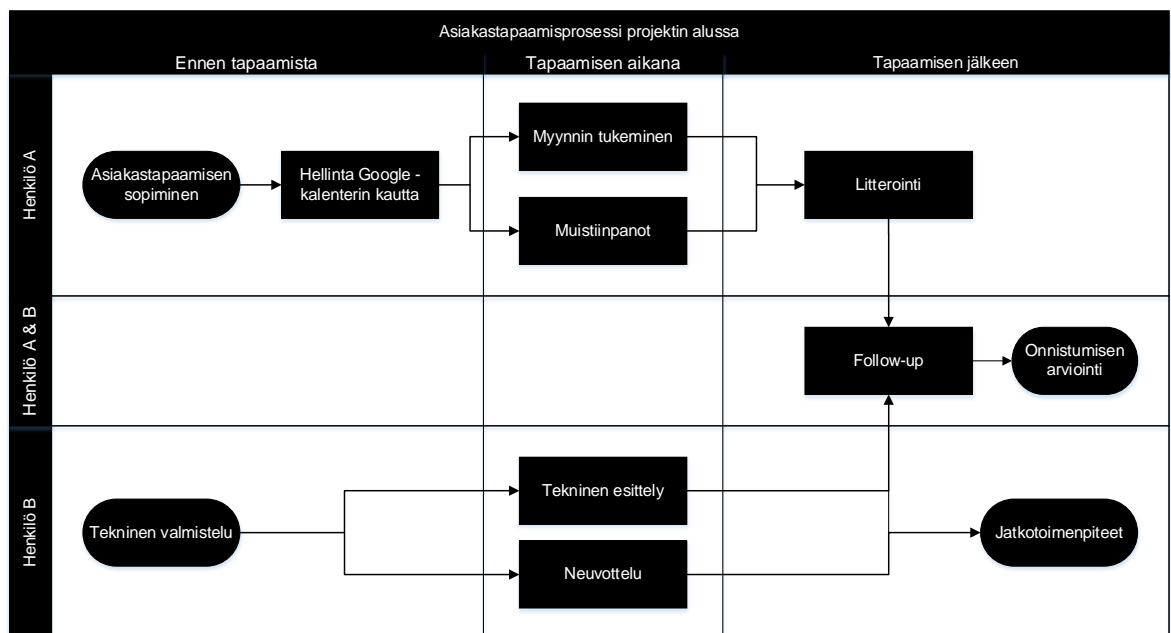 Asiakastapaamisprosessi projektin alussa
Ennen tapaamista
Tapaamisen aikana
Tapaamisen jälkeen
Henkilö A
Asiakastapaamisen
sopiminen
Hellinta Google -
kalenterin kautta
Myynnin tukeminen
Muistiinpanot
Litterointi
Henkilö A & B
Follow-up
Onnistumisen
arviointi
Henkilö B
Tekninen valmistelu
Tekninen esittely
Neuvottelu
Jatkotoimenpiteet